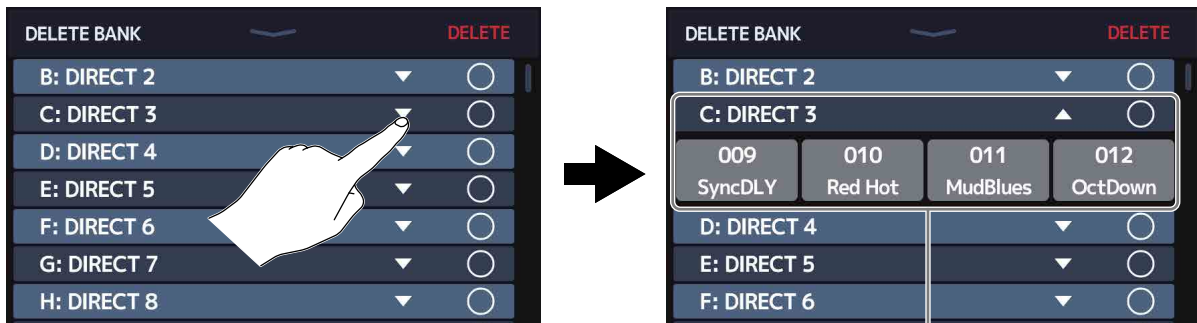 DELETE BANK DELETE
B: DIRECT 2
C: DIRECT 3
D: DIRECT 4
E: DIRECT 5
F: DIRECT 6
G: DIRECT 7
H: DIRECT 8
DELETE BANK DELETE
B: DIRECT 2
C: DIRECT 3
009 010 011 012
SyncDLY Red Hot MudBlues OctDown
D: DIRECT 4
E: DIRECT 5
F: DIRECT 6